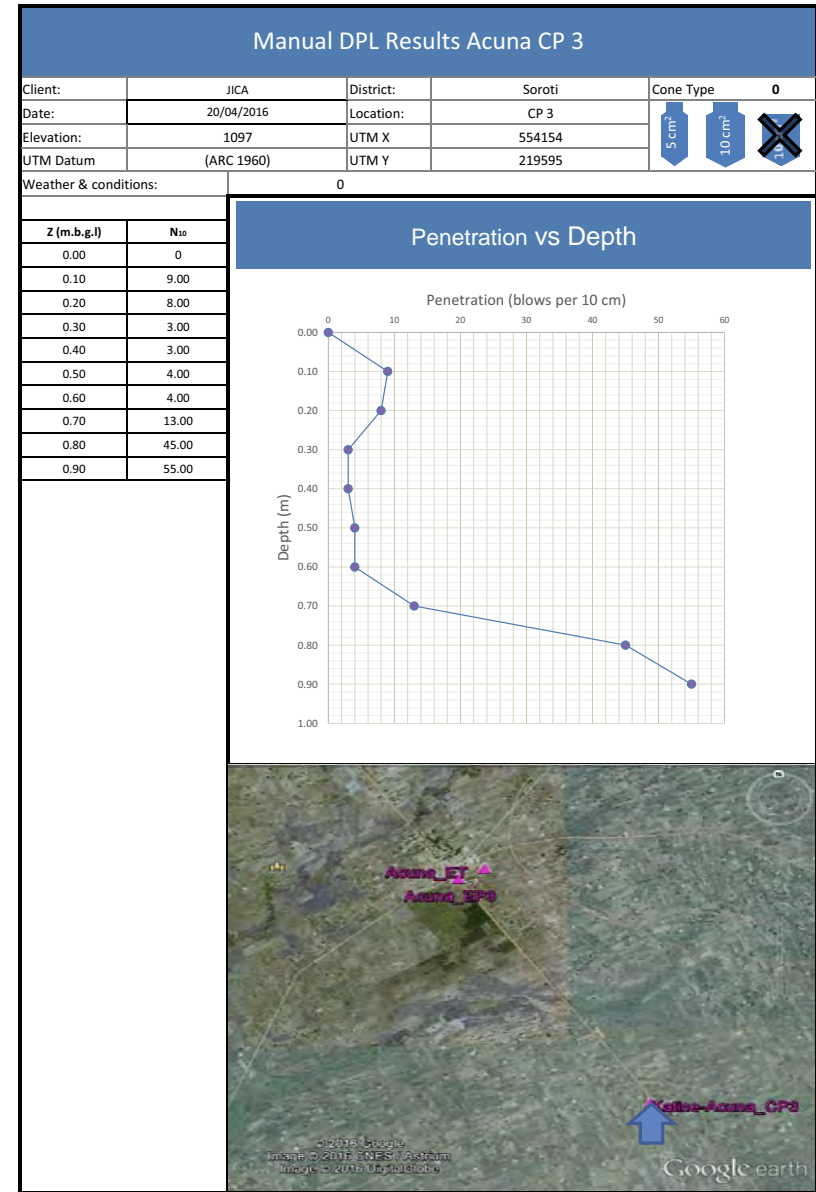 Manual DPL Results Acuna CP 3
Client: JICA District: Soroti Cone Type 0
Date: 20/04/2016 Location: CP 3
Elevation: 1097 UTM X 554154
UTM Datum (ARC 1960) UTM Y 219595
5 cm²
10 cm²
Weather & conditions: 0
Z (m.b.g.l) N₁₀
0.00 0
0.10 9.00
0.20 8.00
0.30 3.00
0.40 3.00
0.50 4.00
0.60 4.00
0.70 13.00
0.80 45.00
0.90 55.00
Penetration vs Depth
Penetration (blows per 10 cm)
0 10 20 30 40 50 60
Depth (m)
0.00
0.10
0.20
0.30
0.40
0.50
0.60
0.70
0.80
0.90
1.00
N
Acuna_ET
Acuna_EP3
Katine-Acuna_CP3
© 2016 Google
Image © 2016 CNES / Astrium
Image © 2016 DigitalGlobe
Google earth